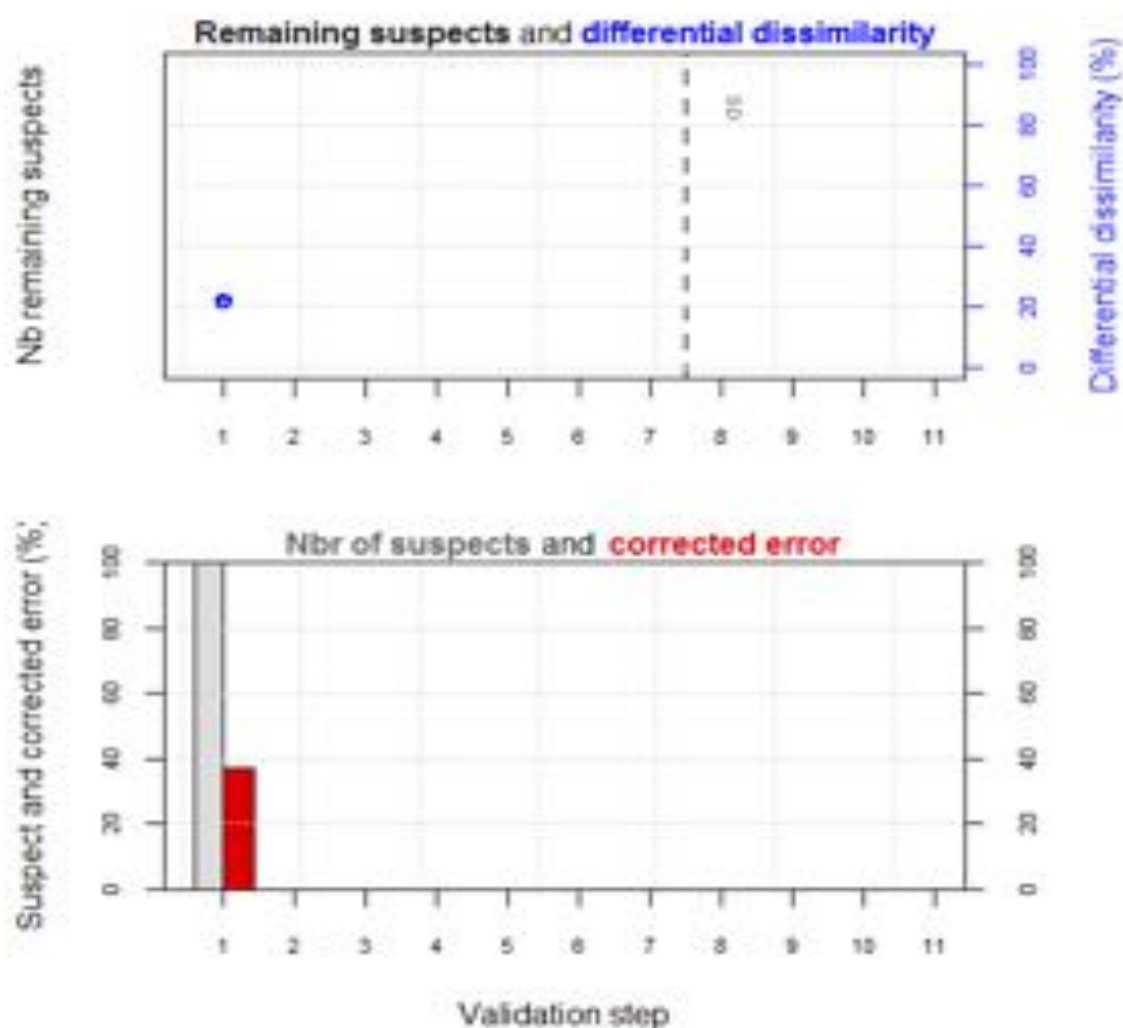 Remaining suspects and differential dissimilarity
Nb remaining suspects
SD
0 20 40 60 80 100
Differential dissimilarity (%)
1 2 3 4 5 6 7 8 9 10 11
Nbr of suspects and corrected error
Suspect and corrected error (%)
0 20 40 60 80 100
0 20 40 60 80 100
1 2 3 4 5 6 7 8 9 10 11
Validation step